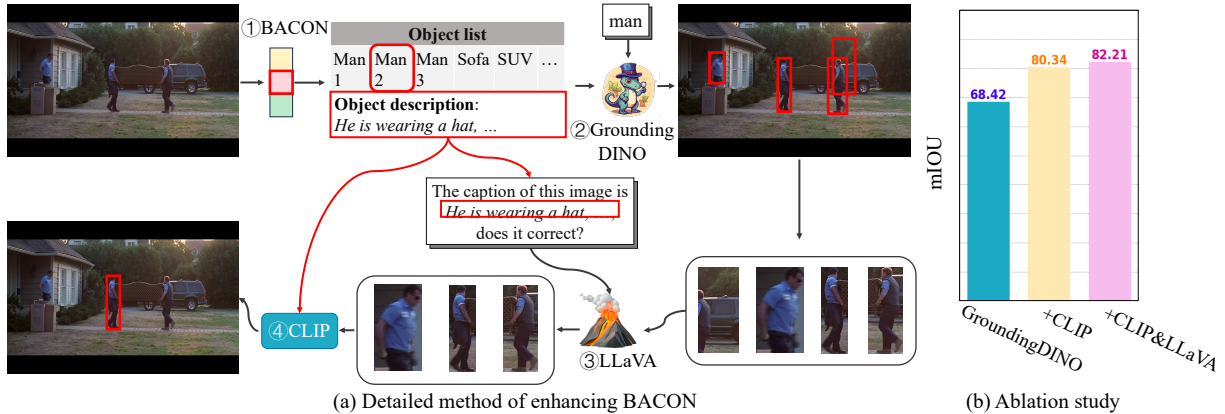 ①BACON
Object list
Man 1
Man 2
Man 3
Sofa
SUV
...
Object description:
He is wearing a hat, ...
man
②Grounding
DINO
The caption of this image is
He is wearing a hat, ...,
does it correct?
③LLaVA
④CLIP
(a) Detailed method of enhancing BACON
mIOU
68.42
80.34
82.21
GroundingDINO
+CLIP
+CLIP&LLaVA
(b) Ablation study